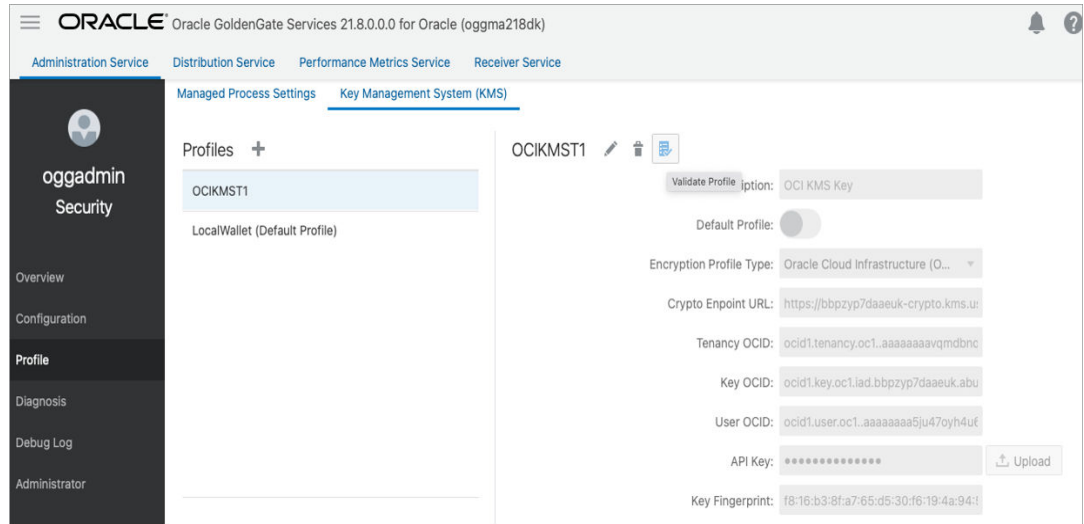 ORACLE® Oracle GoldenGate Services 21.8.0.0.0 for Oracle (oggma218dk)
Administration Service Distribution Service Performance Metrics Service Receiver Service
Managed Process Settings Key Management System (KMS)
oggadmin
Security
Overview
Configuration
Profile
Diagnosis
Debug Log
Administrator
Profiles
OCIKMST1
LocalWallet (Default Profile)
OCIKMST1
Validate Profile
iption: OCI KMS Key
Default Profile:
Encryption Profile Type: Oracle Cloud Infrastructure (O...
Crypto Enpoint URL: https://bbpzyp7daaeuk-crypto.kms.us
Tenancy OCID: ocid1.tenancy.oc1..aaaaaaaavqmdbnc
Key OCID: ocid1.key.oc1.iad.bbpzyp7daaeuk.abu
User OCID: ocid1.user.oc1..aaaaaaaa5ju47oyh4u6
API Key: •••••••••••••• Upload
Key Fingerprint: f8:16:b3:8f:a7:65:d5:30:f6:19:4a:94: